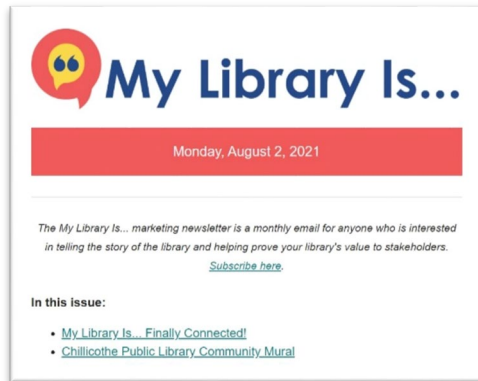 My Library Is...
Monday, August 2, 2021
The My Library Is... marketing newsletter is a monthly email for anyone who is interested
in telling the story of the library and helping prove your library's value to stakeholders.
Subscribe here.
In this issue:
• My Library Is... Finally Connected!
• Chillicothe Public Library Community Mural